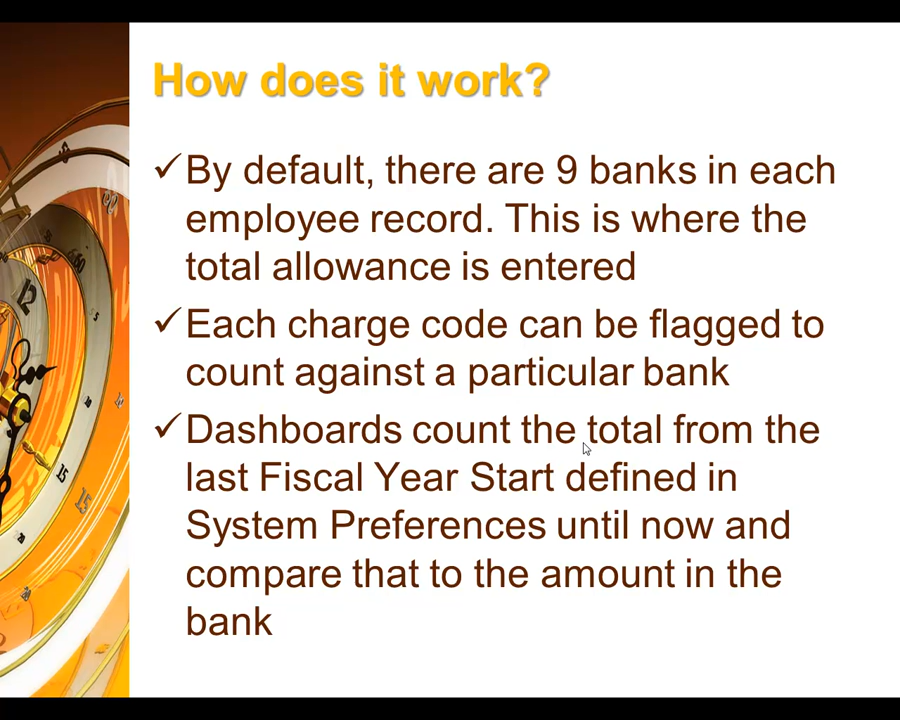 How does it work?
By default, there are 9 banks in each
employee record. This is where the
total allowance is entered
Each charge code can be flagged to
count against a particular bank
Dashboards count the total from the
last Fiscal Year Start defined in
System Preferences until now and
compare that to the amount in the
bank
12
15
15